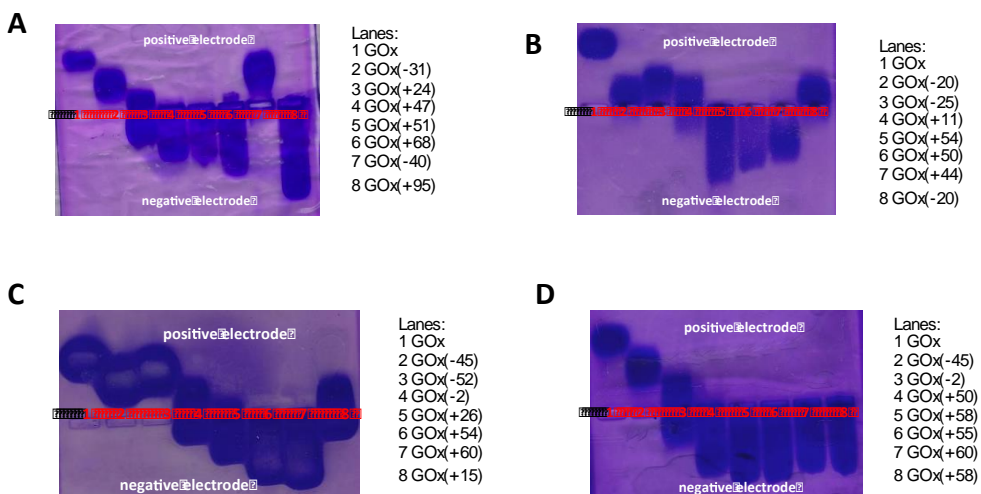 A
positive electrode
negative electrode
Lanes:
1 GOx
2 GOx(-31)
3 GOx(+24)
4 GOx(+47)
5 GOx(+51)
6 GOx(+68)
7 GOx(-40)
8 GOx(+95)
B
positive electrode
negative electrode
Lanes:
1 GOx
2 GOx(-20)
3 GOx(-25)
4 GOx(+11)
5 GOx(+54)
6 GOx(+50)
7 GOx(+44)
8 GOx(-20)
C
positive electrode
negative electrode
Lanes:
1 GOx
2 GOx(-45)
3 GOx(-52)
4 GOx(-2)
5 GOx(+26)
6 GOx(+54)
7 GOx(+60)
8 GOx(+15)
D
positive electrode
negative electrode
Lanes:
1 GOx
2 GOx(-45)
3 GOx(-2)
4 GOx(+50)
5 GOx(+58)
6 GOx(+55)
7 GOx(+60)
8 GOx(+58)